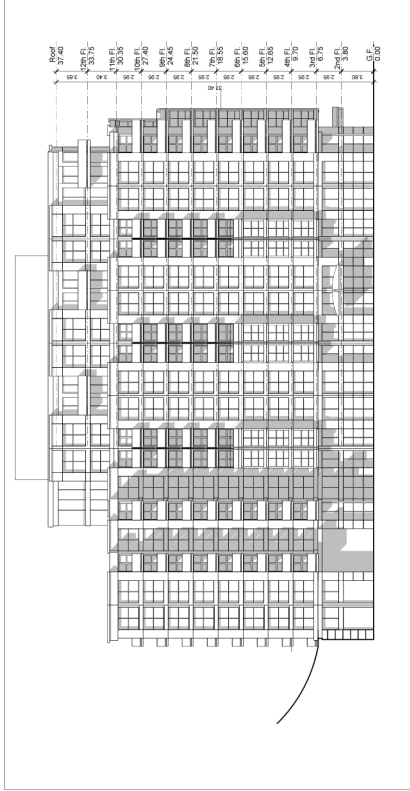 Roof
37.40
12th Fl.
33.75
11th Fl.
30.35
10th Fl.
27.40
9th Fl.
24.45
8th Fl.
21.50
7th Fl.
18.55
6th Fl.
15.60
5th Fl.
12.65
4th Fl.
9.70
3rd Fl.
6.75
2nd Fl.
3.80
G.F.
0.00
3.65
3.40
2.95
2.95
2.95
2.95
2.95
2.95
2.95
2.95
2.95
3.80
37.40